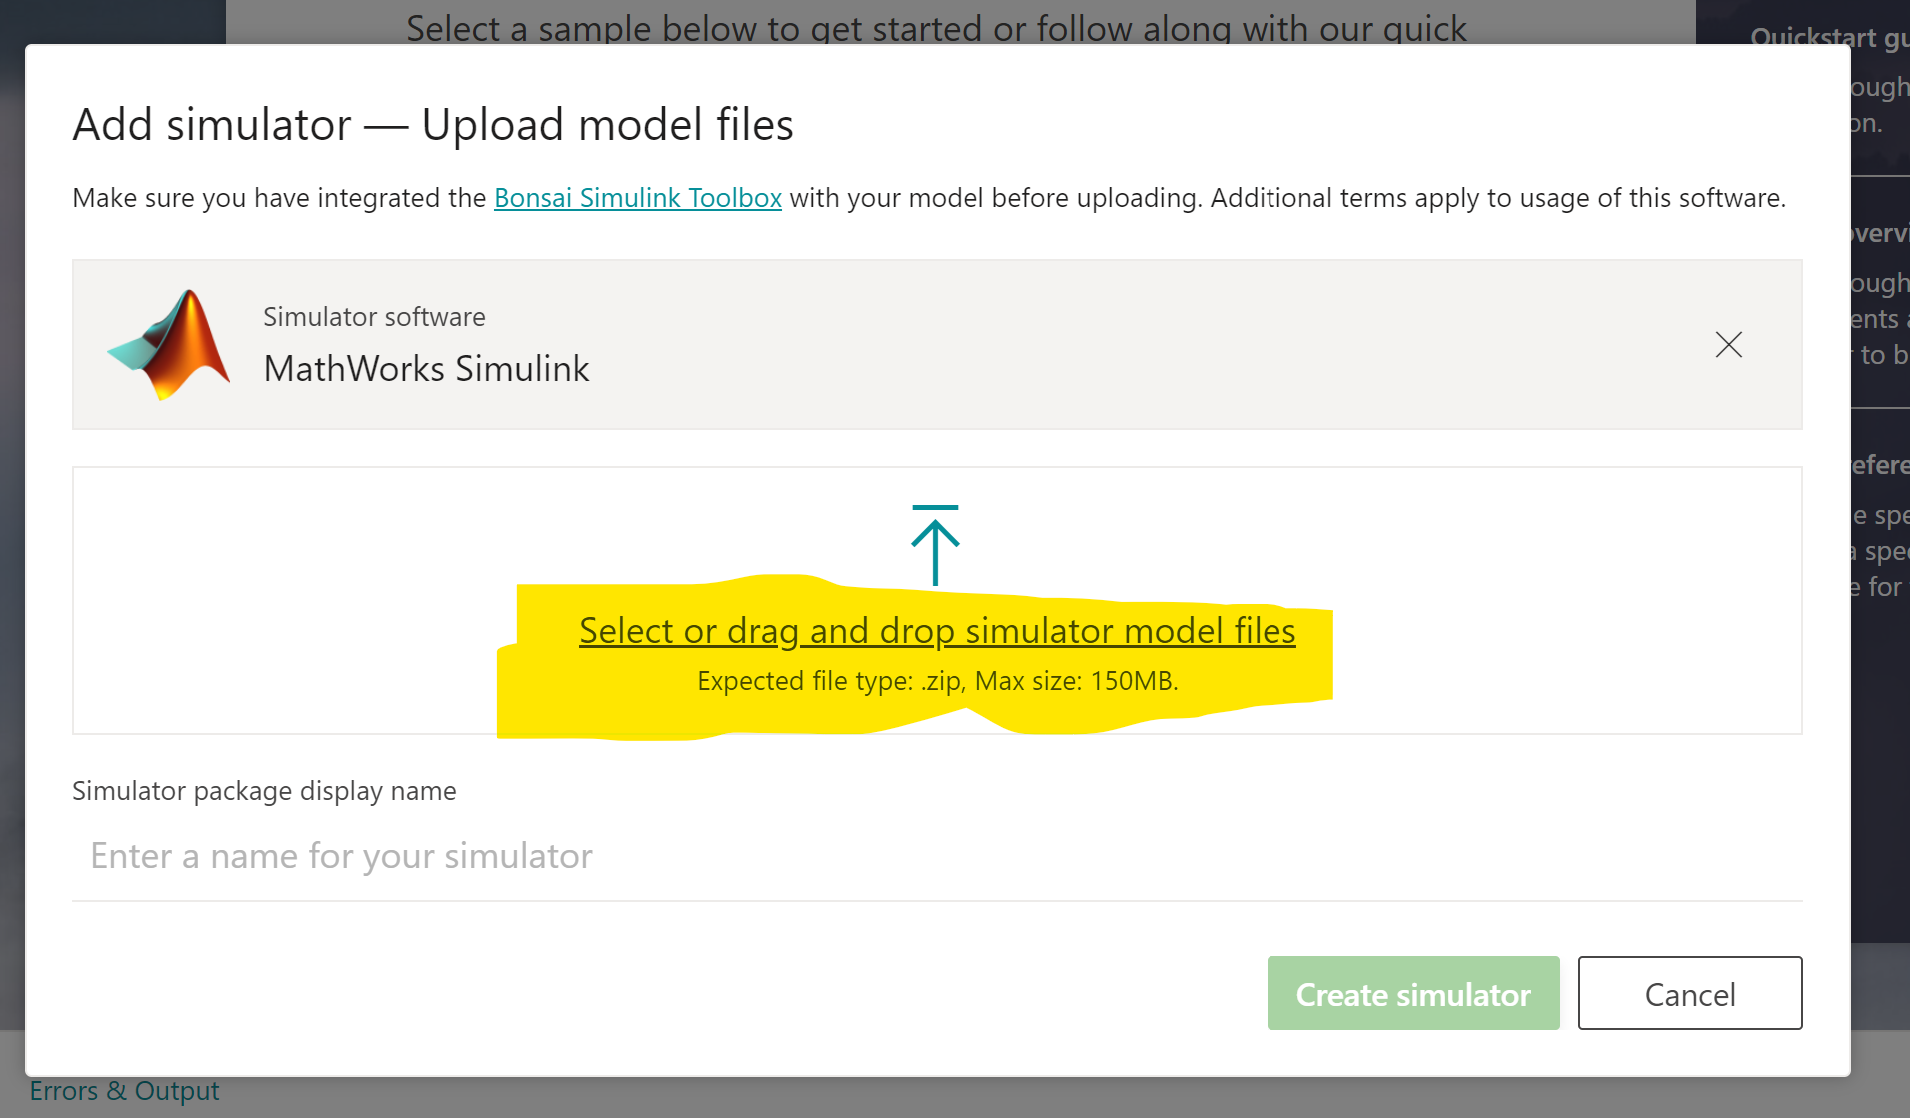 Select a sample below to get started or follow along with our quick
Quickstart gu
ough
on.
Add simulator — Upload model files
Make sure you have integrated the Bonsai Simulink Toolbox with your model before uploading. Additional terms apply to usage of this software.
overvi
ough
ents a
to b
Simulator software
MathWorks Simulink
efere
e spe
a spec
e for
Select or drag and drop simulator model files
Expected file type: .zip, Max size: 150MB.
Simulator package display name
Enter a name for your simulator
Create simulator
Cancel
Errors & Output